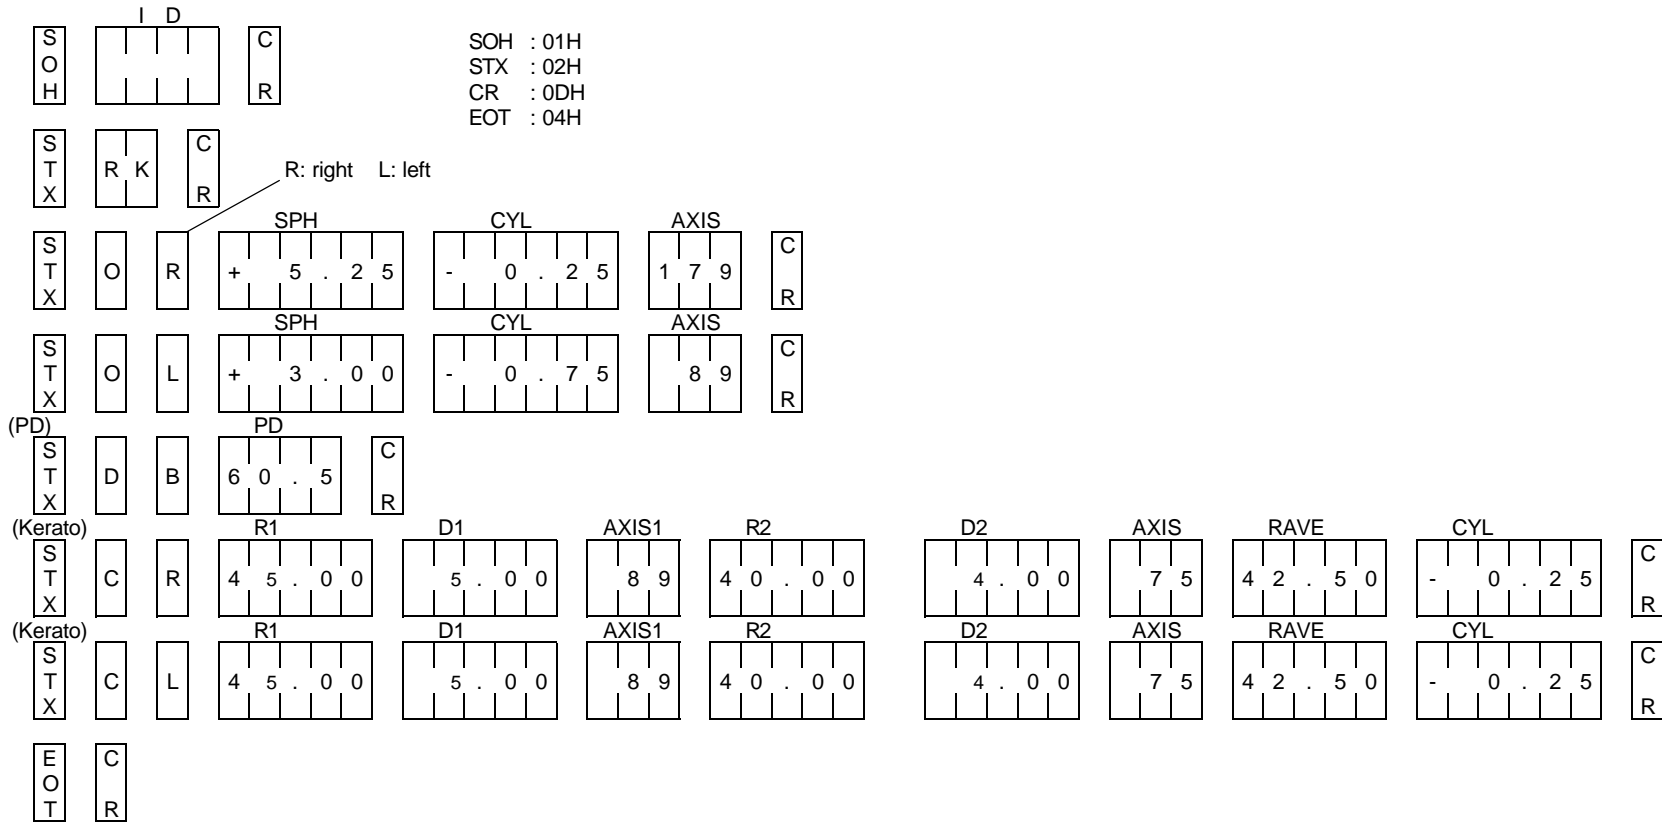 I D
SOH CR
SOH : 01H
STX : 02H
CR : 0DH
EOT : 04H
STX R K CR
R: right L: left
SPH CYL AXIS
STX O R + 5 . 2 5 - 0 . 2 5 1 7 9 CR
SPH CYL AXIS
STX O L + 3 . 0 0 - 0 . 7 5 8 9 CR
(PD) PD
STX D B 6 0 . 5 CR
(Kerato) R1 D1 AXIS1 R2 D2 AXIS RAVE CYL
STX C R 4 5 . 0 0 5 . 0 0 8 9 4 0 . 0 0 4 . 0 0 7 5 4 2 . 5 0 - 0 . 2 5 CR
(Kerato) R1 D1 AXIS1 R2 D2 AXIS RAVE CYL
STX C L 4 5 . 0 0 5 . 0 0 8 9 4 0 . 0 0 4 . 0 0 7 5 4 2 . 5 0 - 0 . 2 5 CR
EOT CR